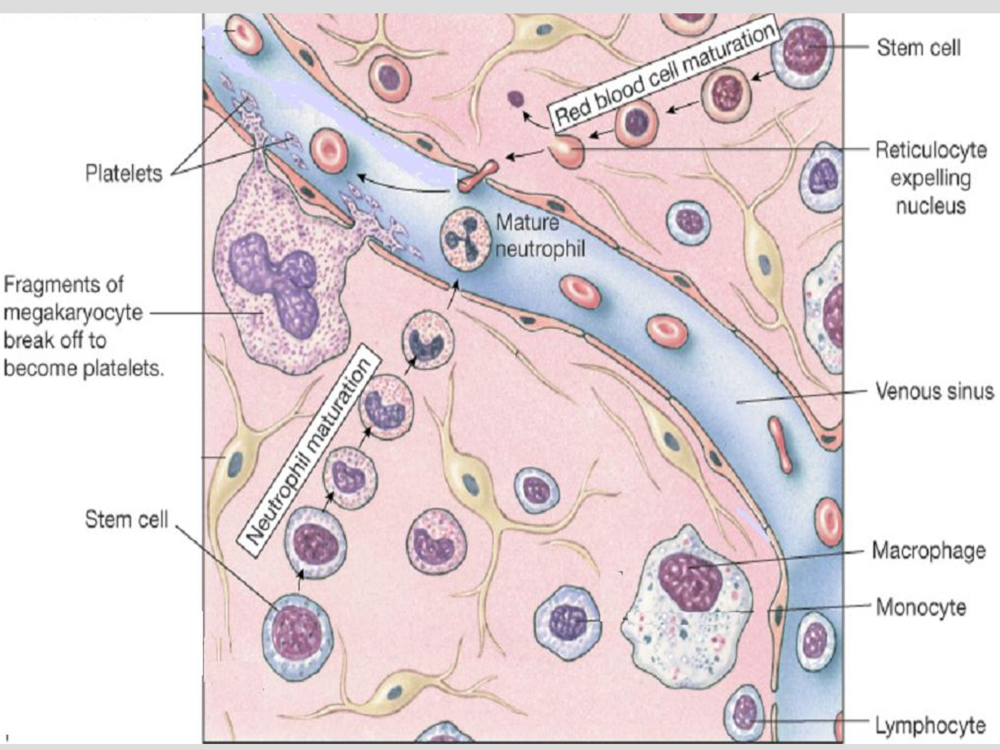 Red blood cell maturation
Stem cell
Reticulocyte
expelling
nucleus
Platelets
Mature
neutrophil
Fragments of
megakaryocyte
break off to
become platelets.
Neutrophil maturation
Venous sinus
Stem cell
Macrophage
Monocyte
Lymphocyte